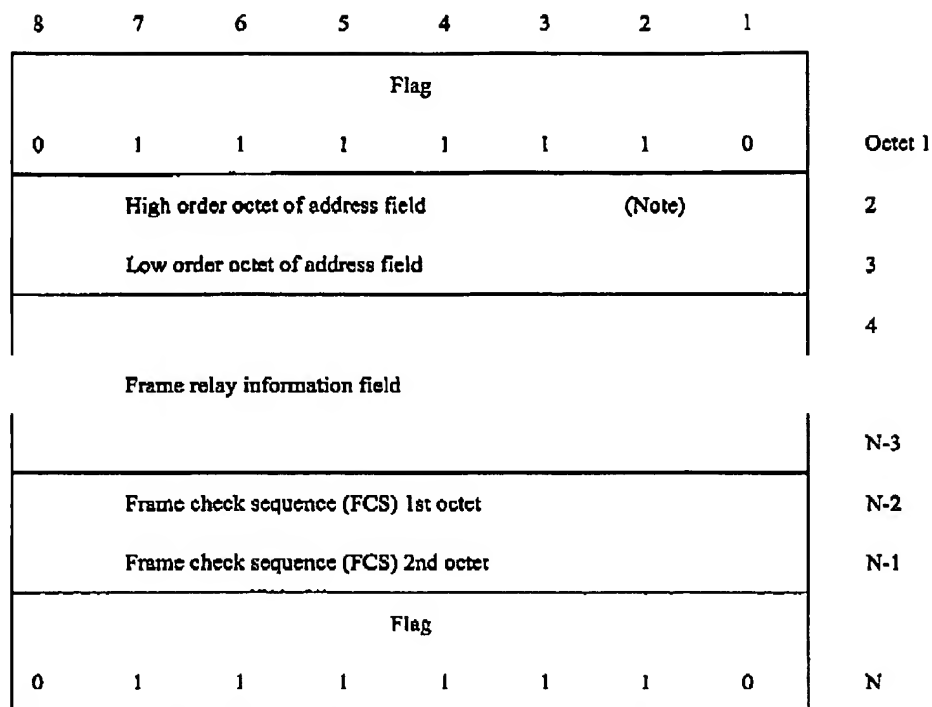 8 7 6 5 4 3 2 1
Flag
0 1 1 1 1 1 1 0 Octet 1
High order octet of address field (Note) 2
Low order octet of address field 3
4
Frame relay information field
N-3
Frame check sequence (FCS) 1st octet N-2
Frame check sequence (FCS) 2nd octet N-1
Flag
0 1 1 1 1 1 1 0 N